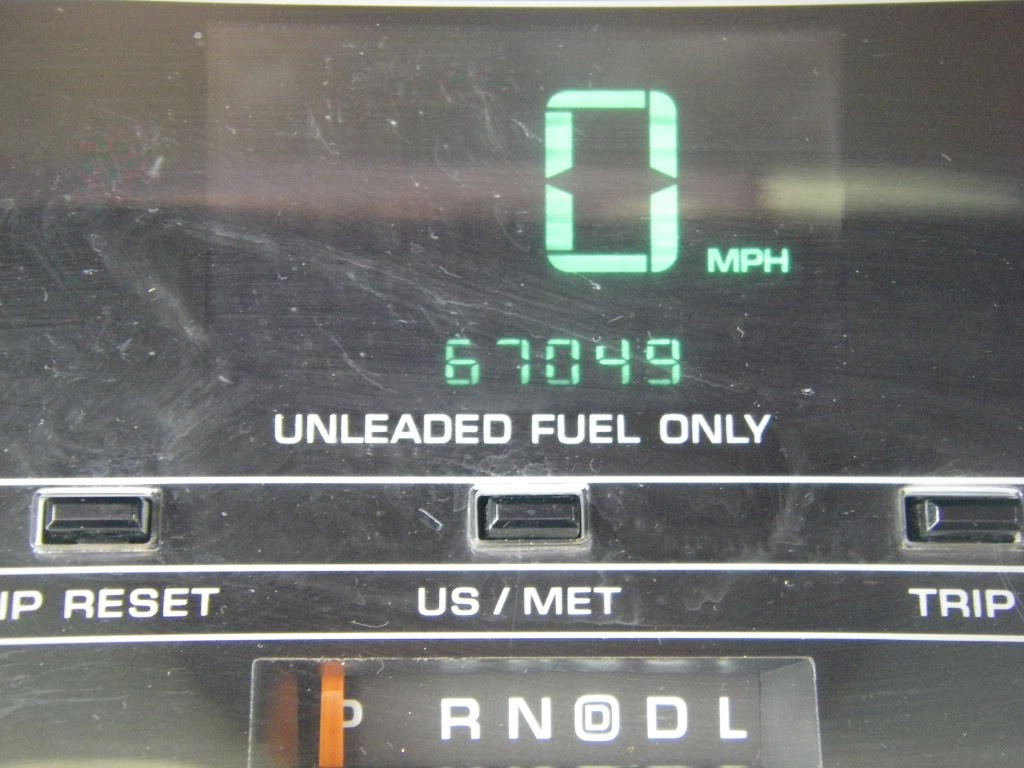 0 MPH
67049
UNLEADED FUEL ONLY
IP RESET US / MET TRIP
P R N D D L